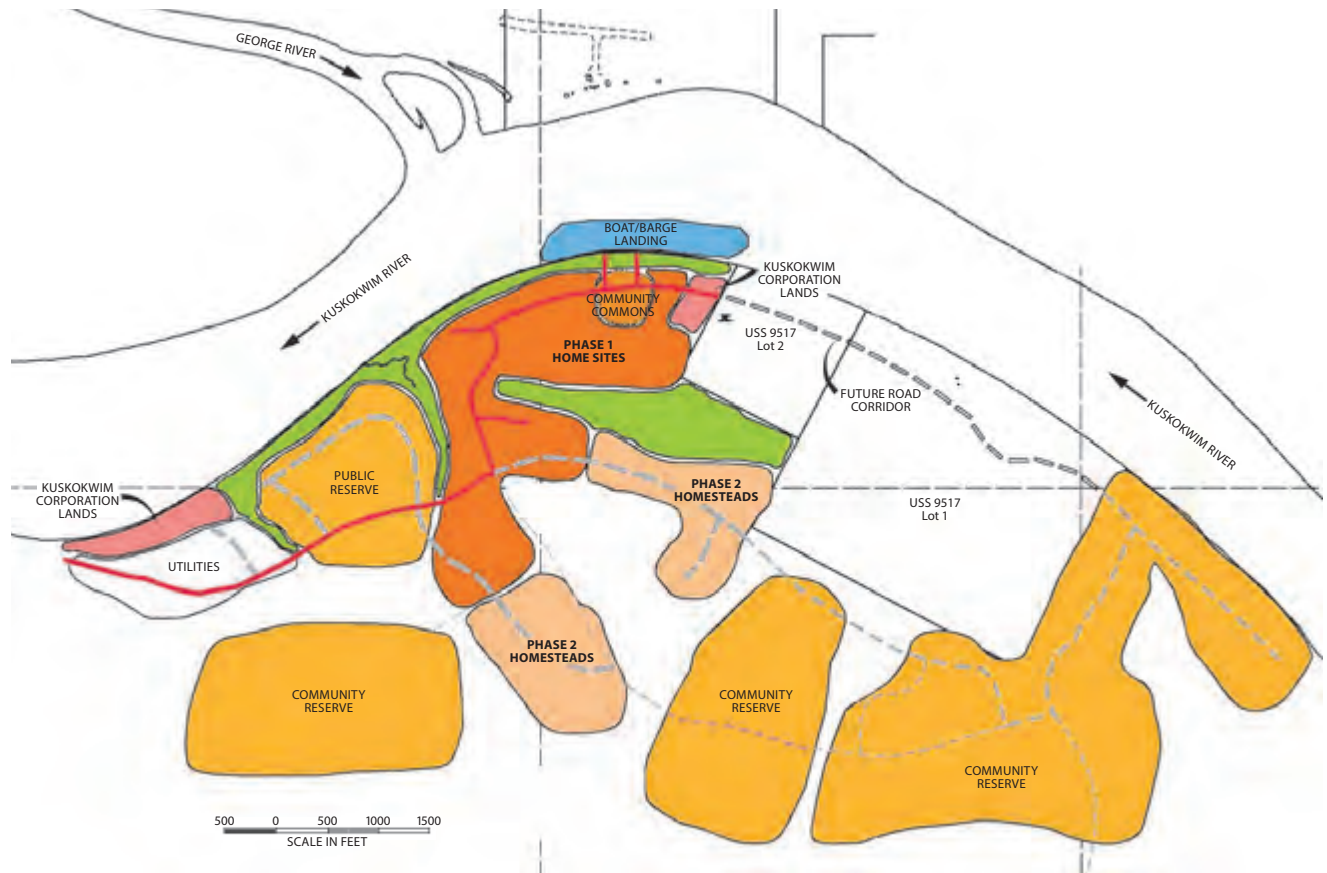 GEORGE RIVER
BOAT/BARGE
LANDING
KUSKOKWIM
CORPORATION
LANDS
KUSKOKWIM RIVER
COMMUNITY
COMMONS
USS 9517
Lot 2
PHASE 1
HOME SITES
FUTURE ROAD
CORRIDOR
KUSKOKWIM RIVER
KUSKOKWIM
CORPORATION
LANDS
PUBLIC
RESERVE
PHASE 2
HOMESTEADS
USS 9517
Lot 1
UTILITIES
PHASE 2
HOMESTEADS
COMMUNITY
RESERVE
COMMUNITY
RESERVE
COMMUNITY
RESERVE
500 0 500 1000 1500
SCALE IN FEET